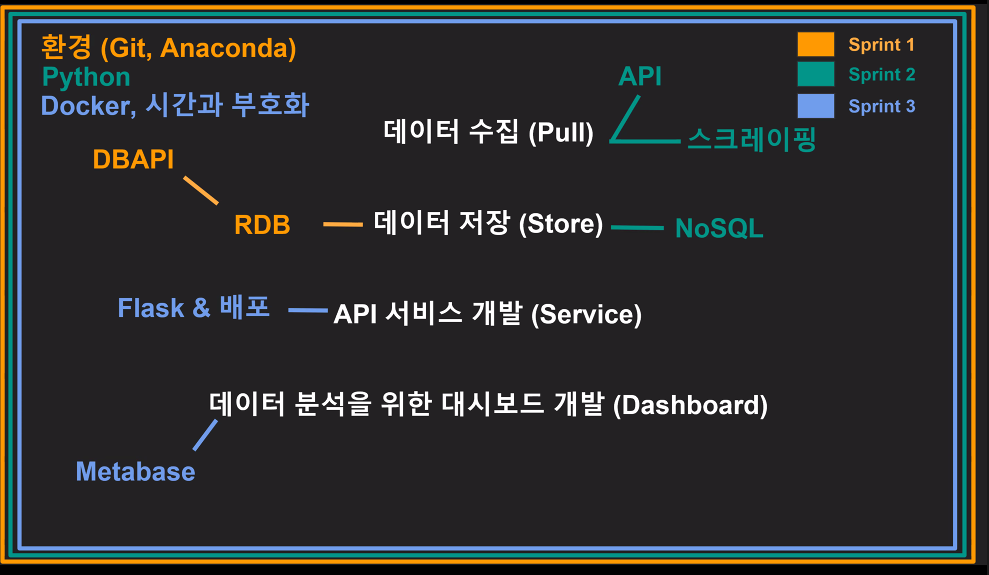 환경 (Git, Anaconda)
Python
Docker, 시간과 부호화
Sprint 1
Sprint 2
Sprint 3
API
데이터 수집 (Pull)
스크레이핑
DBAPI
RDB
데이터 저장 (Store)
NoSQL
Flask & 배포
API 서비스 개발 (Service)
데이터 분석을 위한 대시보드 개발 (Dashboard)
Metabase